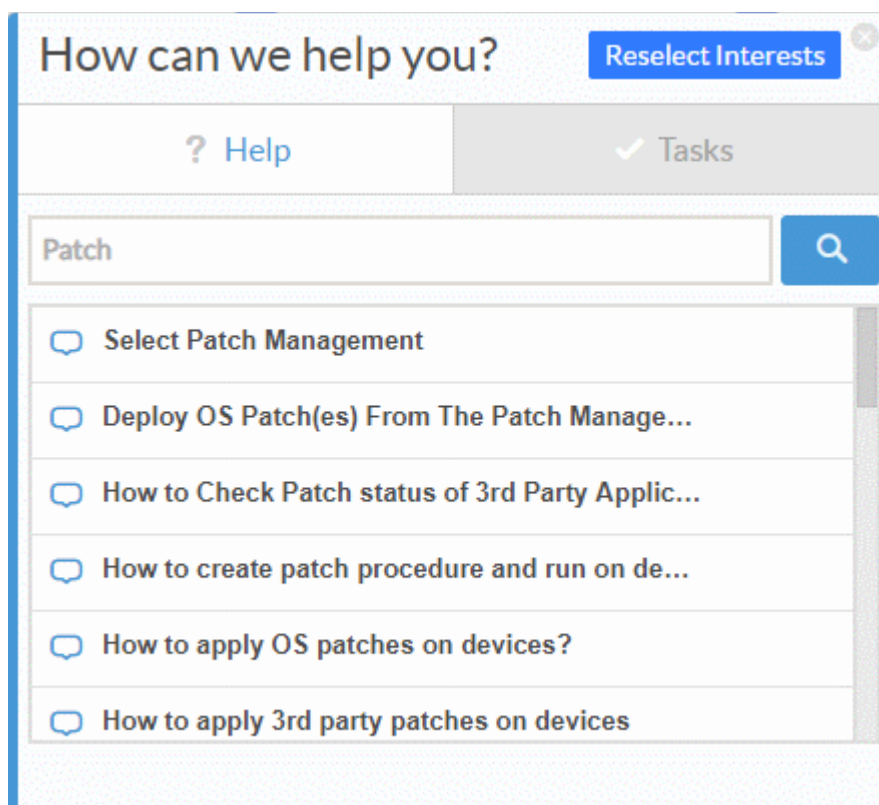 How can we help you?
Reselect Interests
? Help
Tasks
Patch
Select Patch Management
Deploy OS Patch(es) From The Patch Manage...
How to Check Patch status of 3rd Party Applic...
How to create patch procedure and run on de...
How to apply OS patches on devices?
How to apply 3rd party patches on devices